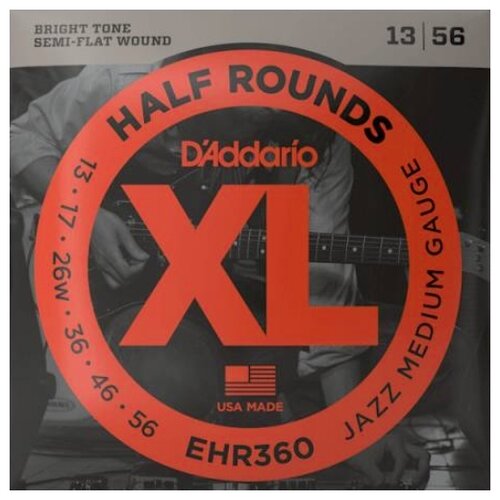 BRIGHT TONE
SEMI-FLAT WOUND
13 | 56
HALF ROUNDS
D'Addario
XL
13 • 17 • 26w • 36 • 46 • 56
JAZZ MEDIUM GAUGE
USA MADE
EHR360